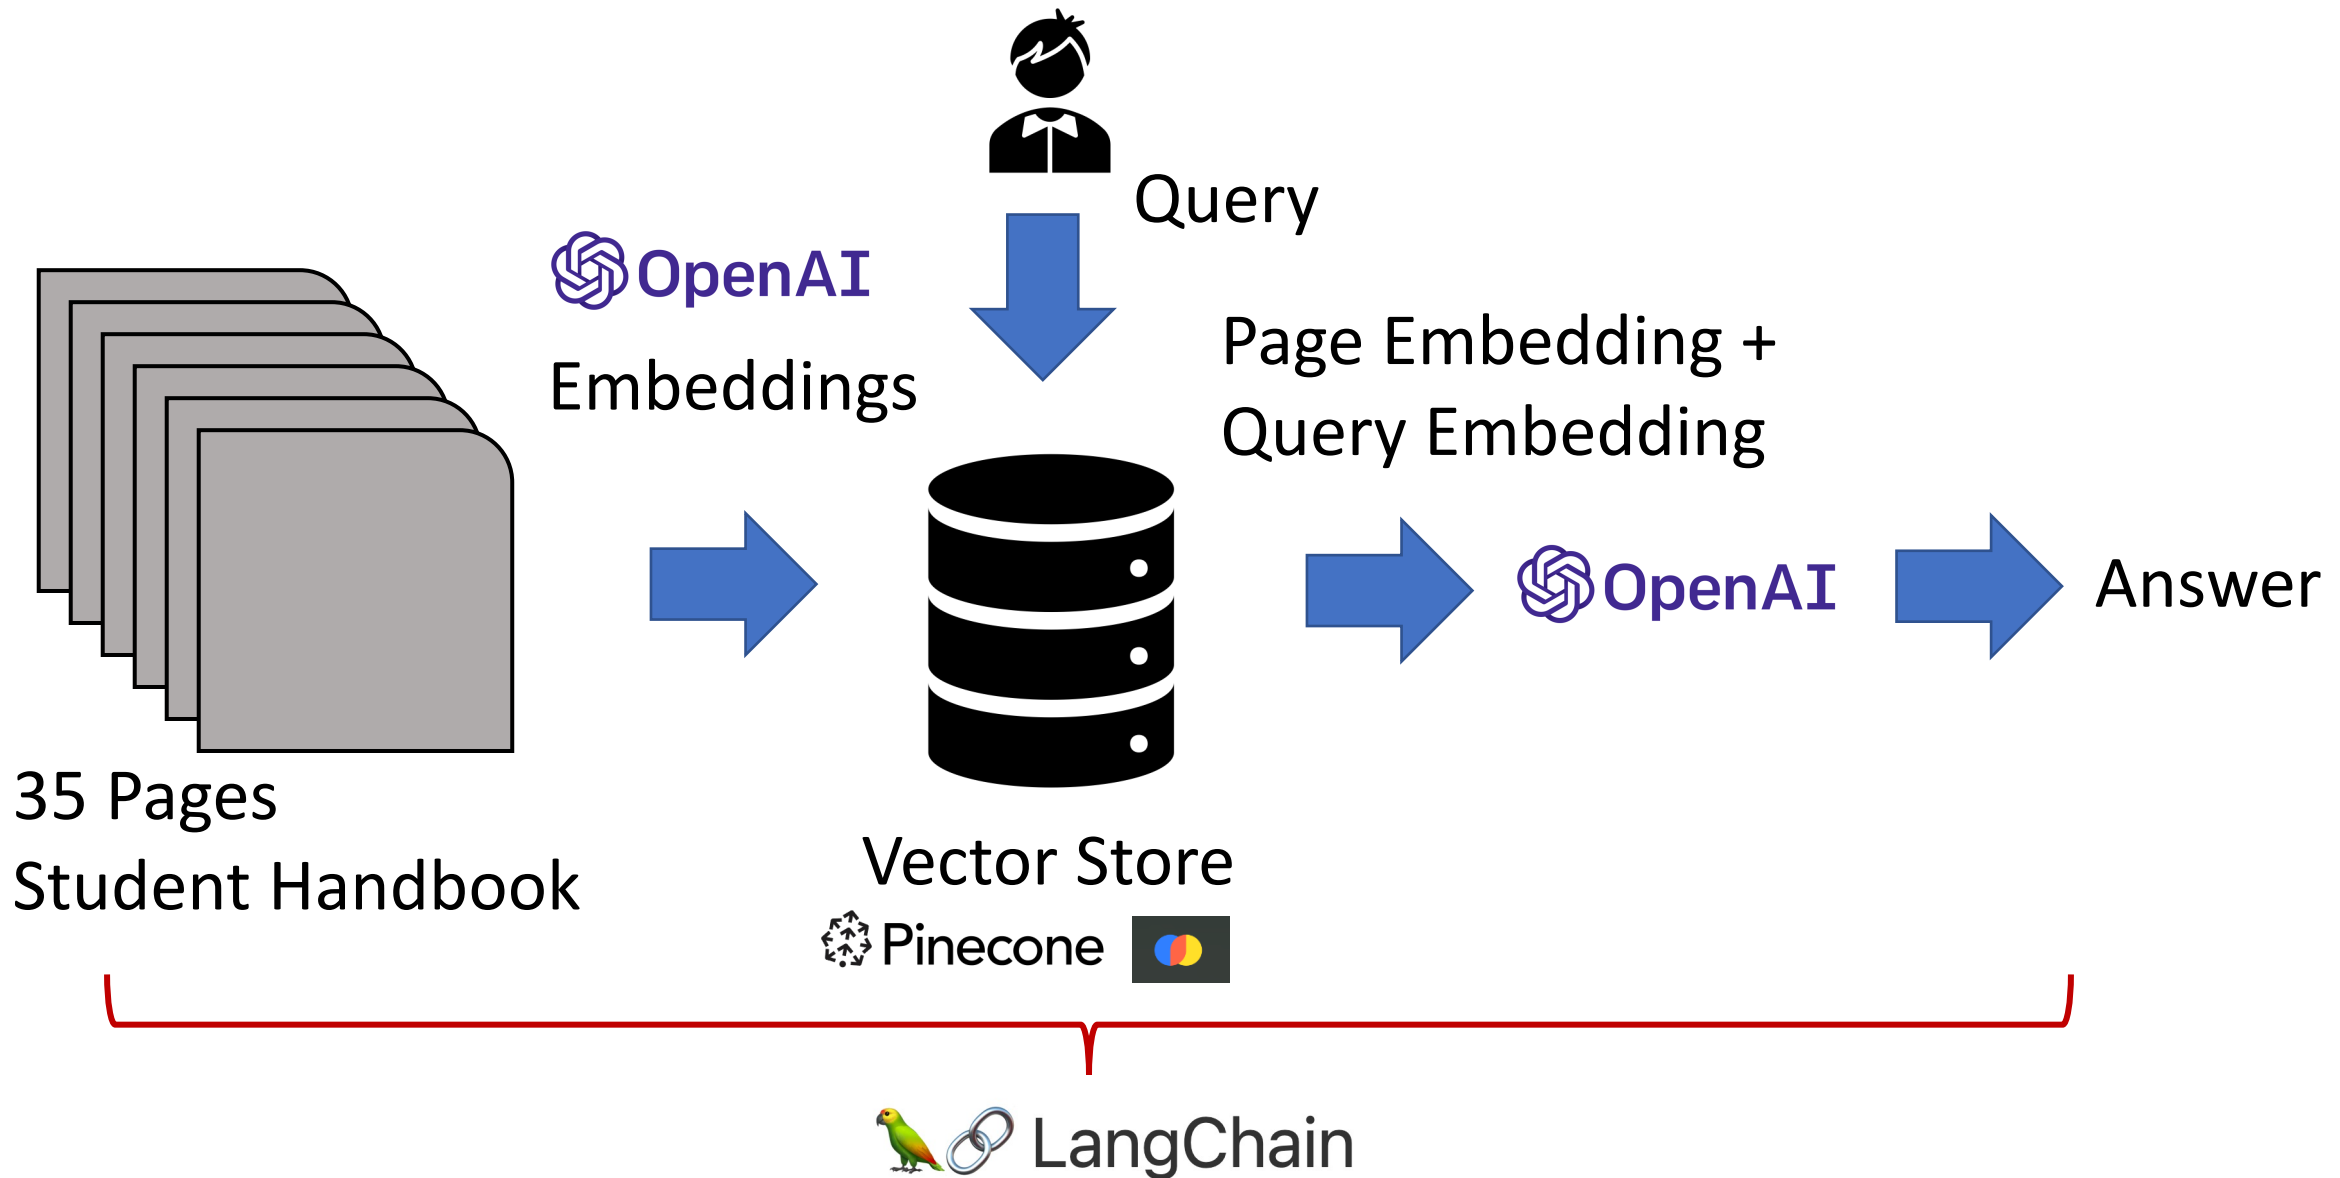 Query
OpenAI
Embeddings
Page Embedding +
Query Embedding
OpenAI
Answer
35 Pages
Student Handbook
Vector Store
Pinecone
LangChain